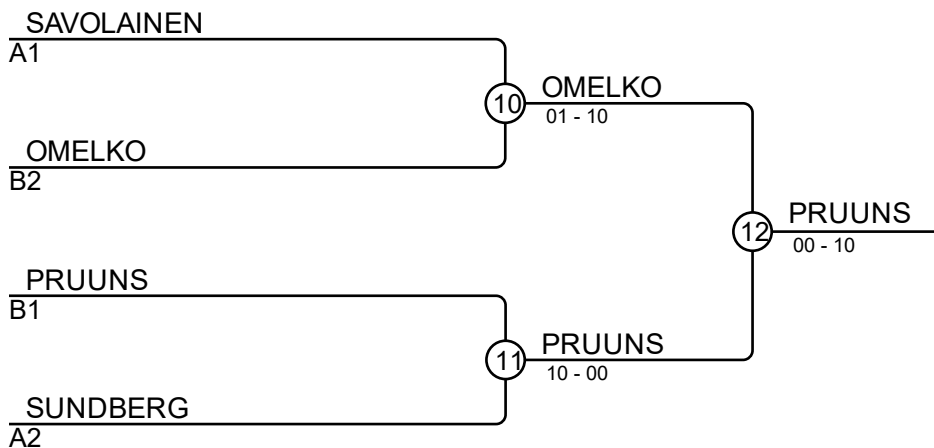 SAVOLAINEN
A1
10
OMELKO
01 - 10
OMELKO
B2
12
PRUUNS
00 - 10
PRUUNS
B1
11
PRUUNS
10 - 00
SUNDBERG
A2